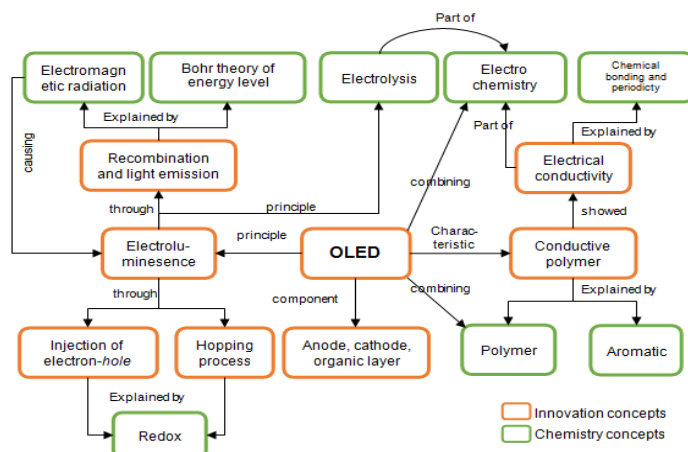 Part of
Electromagn
etic radiation
Bohr theory of
energy level
Electrolysis
Electro
chemistry
Chemical
bonding and
periodicty
Explained by
Part of
Explained by
causing
Recombination
and light emission
combining
Electrical
conductivity
through
principle
showed
Electrolu-
minesence
principle
OLED
Charac-
teristic
Conductive
polymer
through
component
combining
Explained by
Injection of
electron-hole
Hopping
process
Anode, cathode,
organic layer
Polymer
Aromatic
Explained by
Redox
Innovation concepts
Chemistry concepts